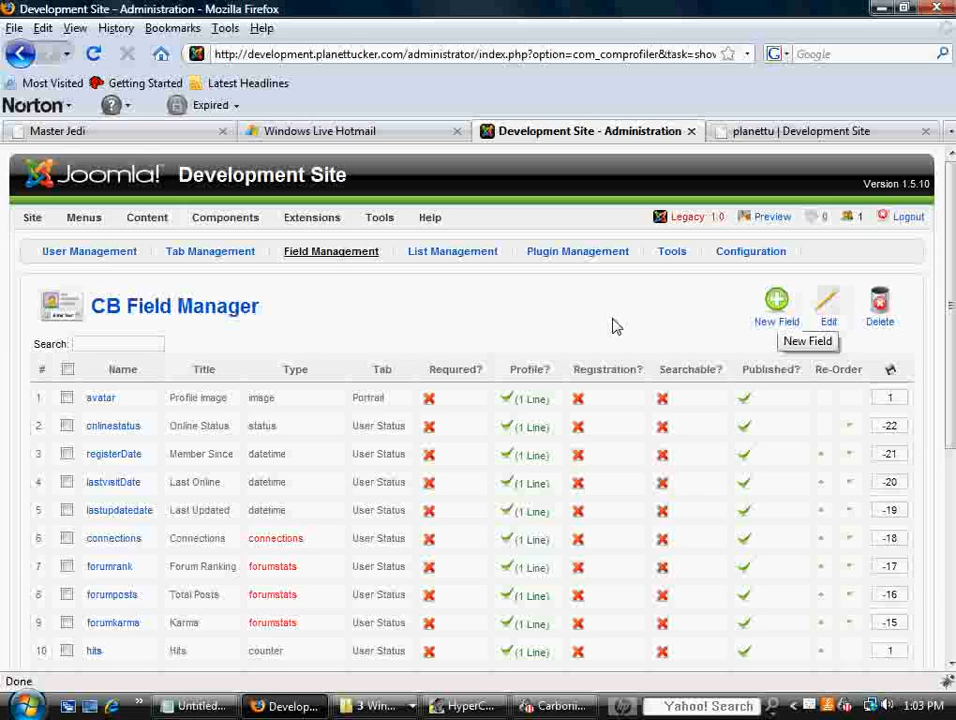 Development Site - Administration - Mozilla Firefox
File Edit View History Bookmarks Tools Help
http://development.planettucker.com/administrator/index.php?option=com_comprofiler&task=shov
Google
Most Visited Getting Started Latest Headlines
Norton Expired
Master Jedi
Windows Live Hotmail
Development Site - Administration
planettu | Development Site
Joomla! Development Site
Version 1.5.10
Site Menus Content Components Extensions Tools Help
Legacy 1.0 Preview 0 1 Logout
User Management Tab Management Field Management List Management Plugin Management Tools Configuration
CB Field Manager
New Field Edit Delete
New Field
Search:
# Name Title Type Tab Required? Profile? Registration? Searchable? Published? Re-Order
1 avatar Profile Image image Portrait (1 Line) 1
2 onlinestatus Online Status status User Status (1 Line) -22
3 registerDate Member Since datetime User Status (1 Line) -21
4 lastvisitDate Last Online datetime User Status (1 Line) -20
5 lastupdatedate Last Updated datetime User Status (1 Line) -19
6 connections Connections connections User Status (1 Line) -18
7 forumrank Forum Ranking forumstats User Status (1 Line) -17
8 forumposts Total Posts forumstats User Status (1 Line) -16
9 forumkarma Karma forumstats User Status (1 Line) -15
10 hits Hits counter User Status (1 Line) 1
Done
Untitled... Develop... 3 Win... HyperC... Carboni... Yahoo! Search 1:03 PM